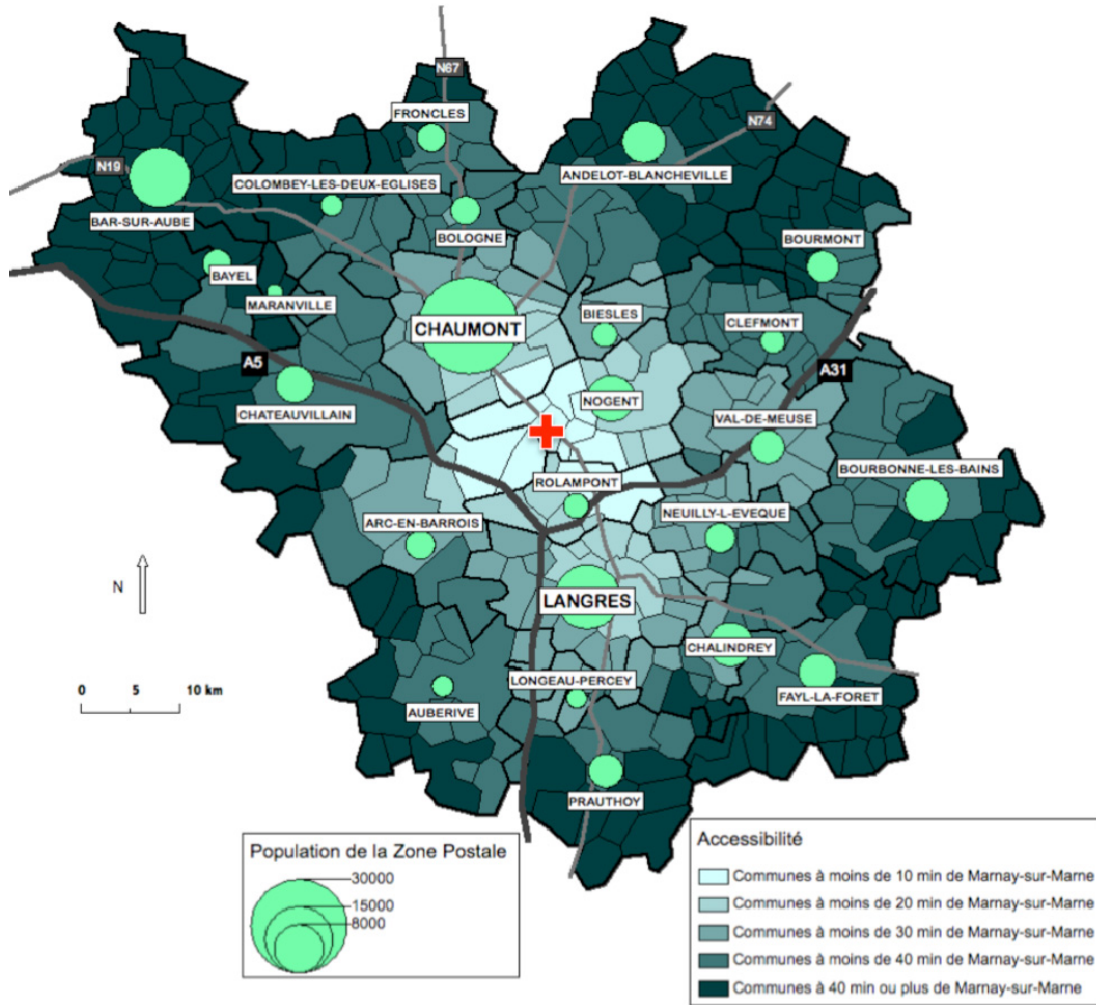 N67
FRONCLES
N74
N19
COLOMBEY-LES-DEUX-EGLISES
ANDELOT-BLANCHEVILLE
BAR-SUR-AUBE
BOLOGNE
BOURMONT
BAYEL
MARANVILLE
CHAUMONT
BIESLES
CLEFMONT
A5
A31
CHATEAUVILLAIN
NOGENT
VAL-DE-MEUSE
BOURBONNE-LES-BAINS
ROLAMPONT
ARC-EN-BARROIS
NEUILLY-L-EVEQUE
N
LANGRES
CHALINDREY
LONGEAU-PERCEY
FAYL-LA-FORET
0 5 10 km
AUBERIVE
PRAUTHOY
Population de la Zone Postale
30000
15000
8000
Accessibilité
Communes à moins de 10 min de Marnay-sur-Marne
Communes à moins de 20 min de Marnay-sur-Marne
Communes à moins de 30 min de Marnay-sur-Marne
Communes à moins de 40 min de Marnay-sur-Marne
Communes à 40 min ou plus de Marnay-sur-Marne